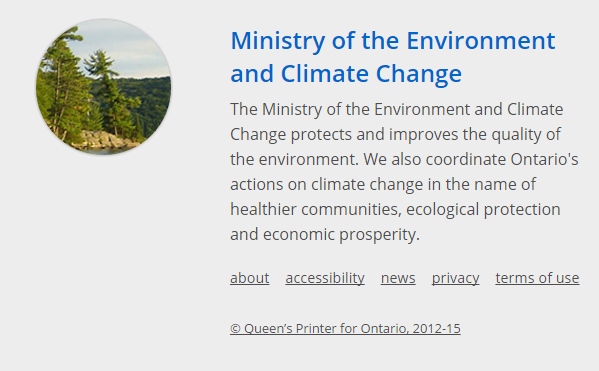 Ministry of the Environment
and Climate Change
The Ministry of the Environment and Climate
Change protects and improves the quality of
the environment. We also coordinate Ontario's
actions on climate change in the name of
healthier communities, ecological protection
and economic prosperity.
about accessibility news privacy terms of use
© Queen’s Printer for Ontario, 2012-15